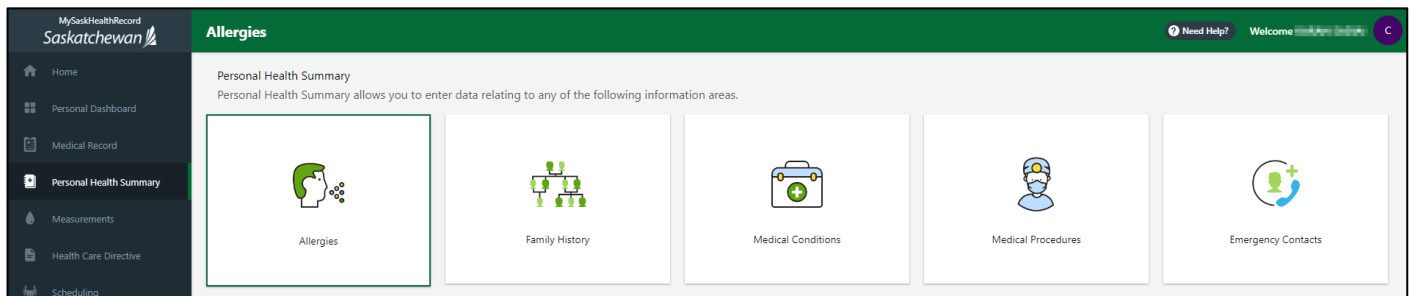 MySaskHealthRecord
Saskatchewan
Allergies
Need Help?
Welcome
C
Home
Personal Dashboard
Medical Record
Personal Health Summary
Measurements
Health Care Directive
Scheduling
Personal Health Summary
Personal Health Summary allows you to enter data relating to any of the following information areas.
Allergies
Family History
Medical Conditions
Medical Procedures
Emergency Contacts